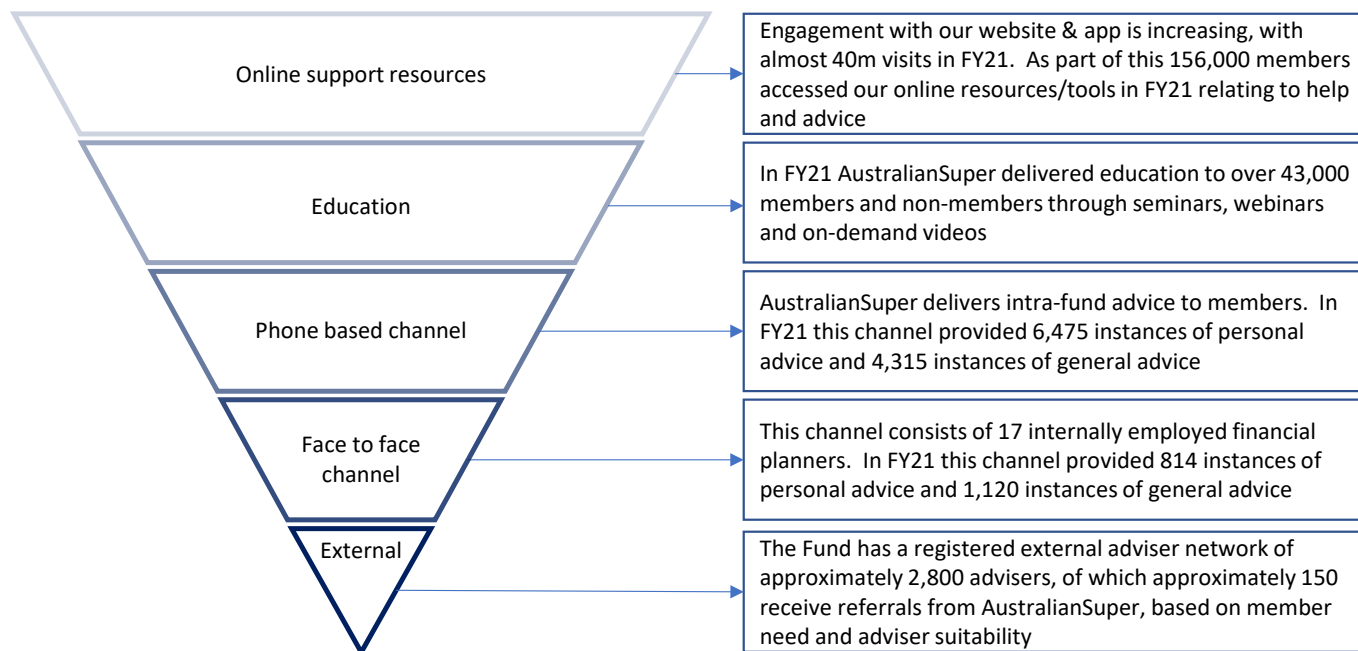 Online support resources
Engagement with our website & app is increasing, with
almost 40m visits in FY21.  As part of this 156,000 members
accessed our online resources/tools in FY21 relating to help
and advice
Education
In FY21 AustralianSuper delivered education to over 43,000
members and non-members through seminars, webinars
and on-demand videos
Phone based channel
AustralianSuper delivers intra-fund advice to members.  In
FY21 this channel provided 6,475 instances of personal
advice and 4,315 instances of general advice
Face to face
channel
This channel consists of 17 internally employed financial
planners.  In FY21 this channel provided 814 instances of
personal advice and 1,120 instances of general advice
External
The Fund has a registered external adviser network of
approximately 2,800 advisers, of which approximately 150
receive referrals from AustralianSuper, based on member
need and adviser suitability